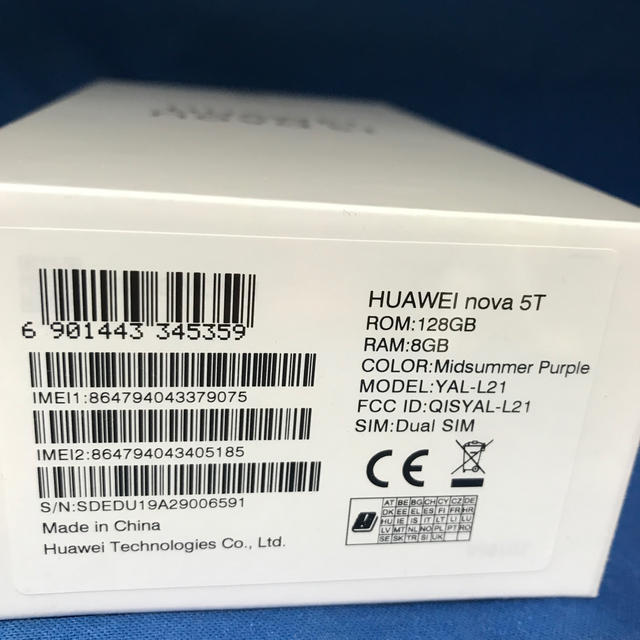 6 901443 345359
IMEI1:864794043379075
IMEI2:864794043405185
S/N:SDEDU19A29006591
Made in China
Huawei Technologies Co., Ltd.
HUAWEI nova 5T
ROM:128GB
RAM:8GB
COLOR:Midsummer Purple
MODEL:YAL-L21
FCC ID:QISYAL-L21
SIM:Dual SIM
CE
AT BE BG CH CY CZ DE
DK EE EL ES FI FR HR
HU IE IS IT LT LI LU
LV MT NL NO PL PT RO
SE SK TR SI UK